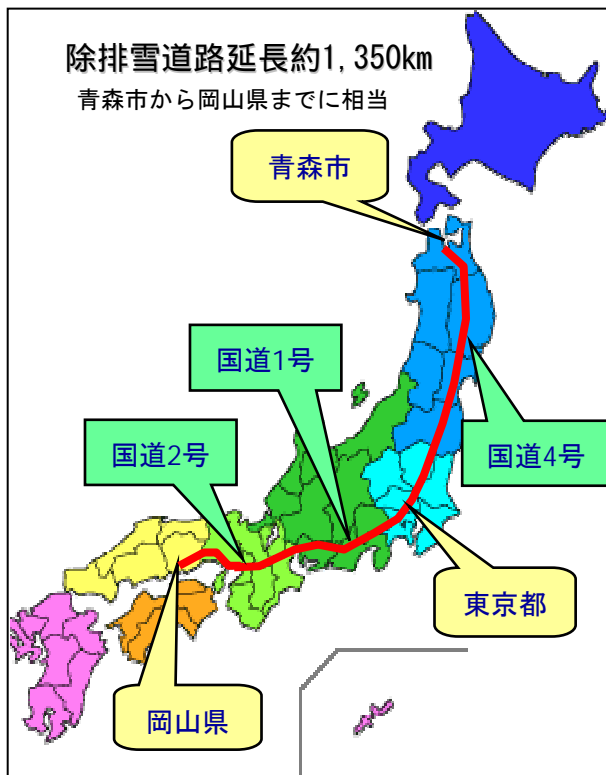 除排雪道路延長約1,350km
青森市から岡山県までに相当
青森市
国道1号
国道2号
国道4号
東京都
岡山県